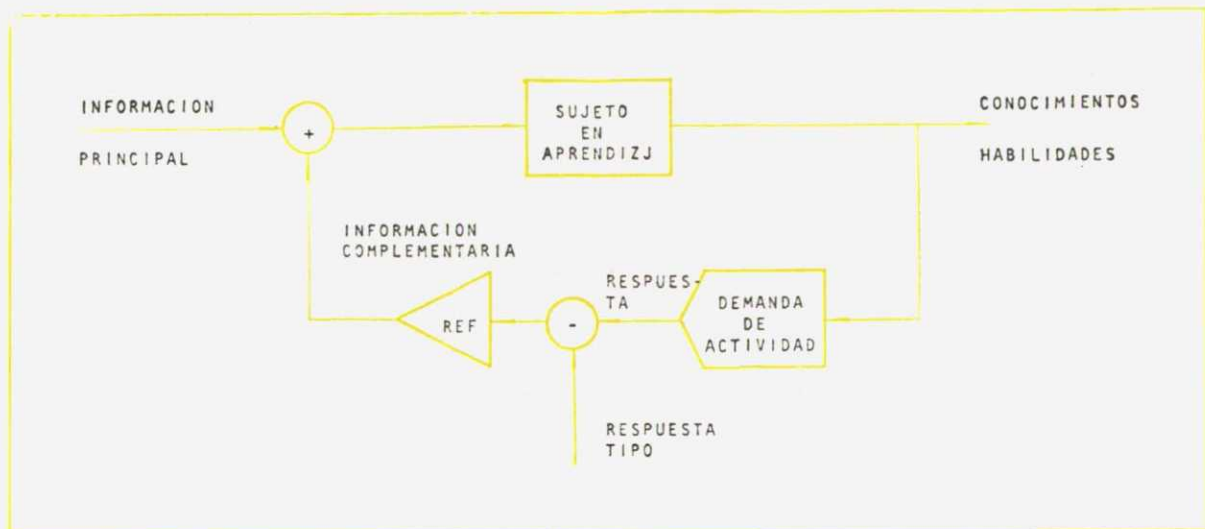 INFORMACION
PRINCIPAL
+
SUJETO
EN
APRENDIZJ
CONOCIMIENTOS
HABILIDADES
INFORMACION
COMPLEMENTARIA
REF
-
RESPUES-
TA
DEMANDA
DE
ACTIVIDAD
RESPUESTA
TIPO